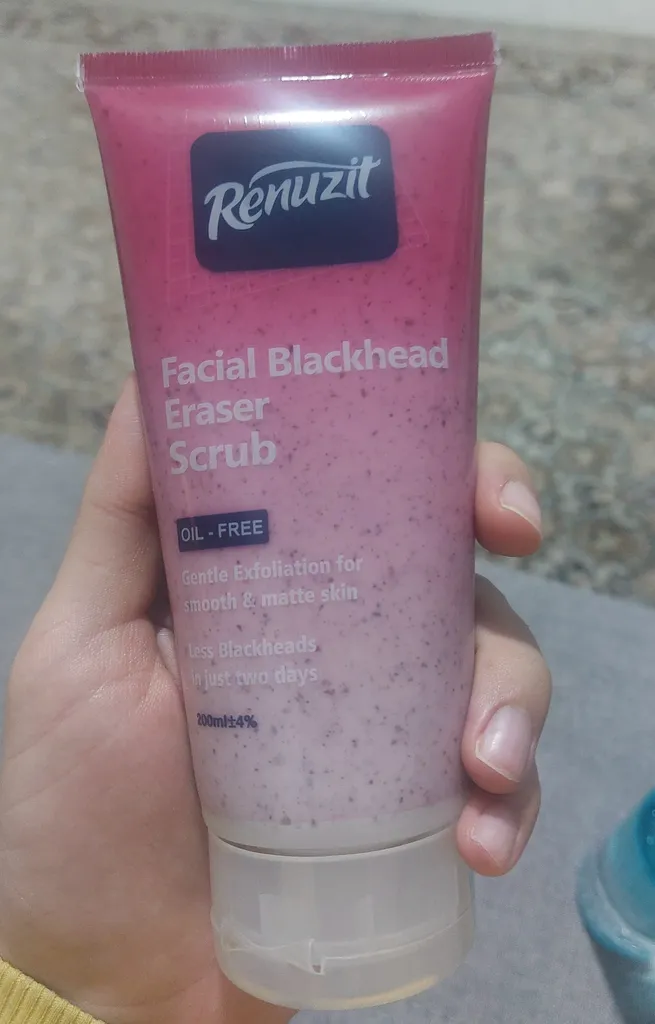 Renuzit
Facial Blackhead
Eraser
Scrub
OIL - FREE
Gentle Exfoliation for
smooth & matte skin
Less Blackheads
in just two days
200ml±4%